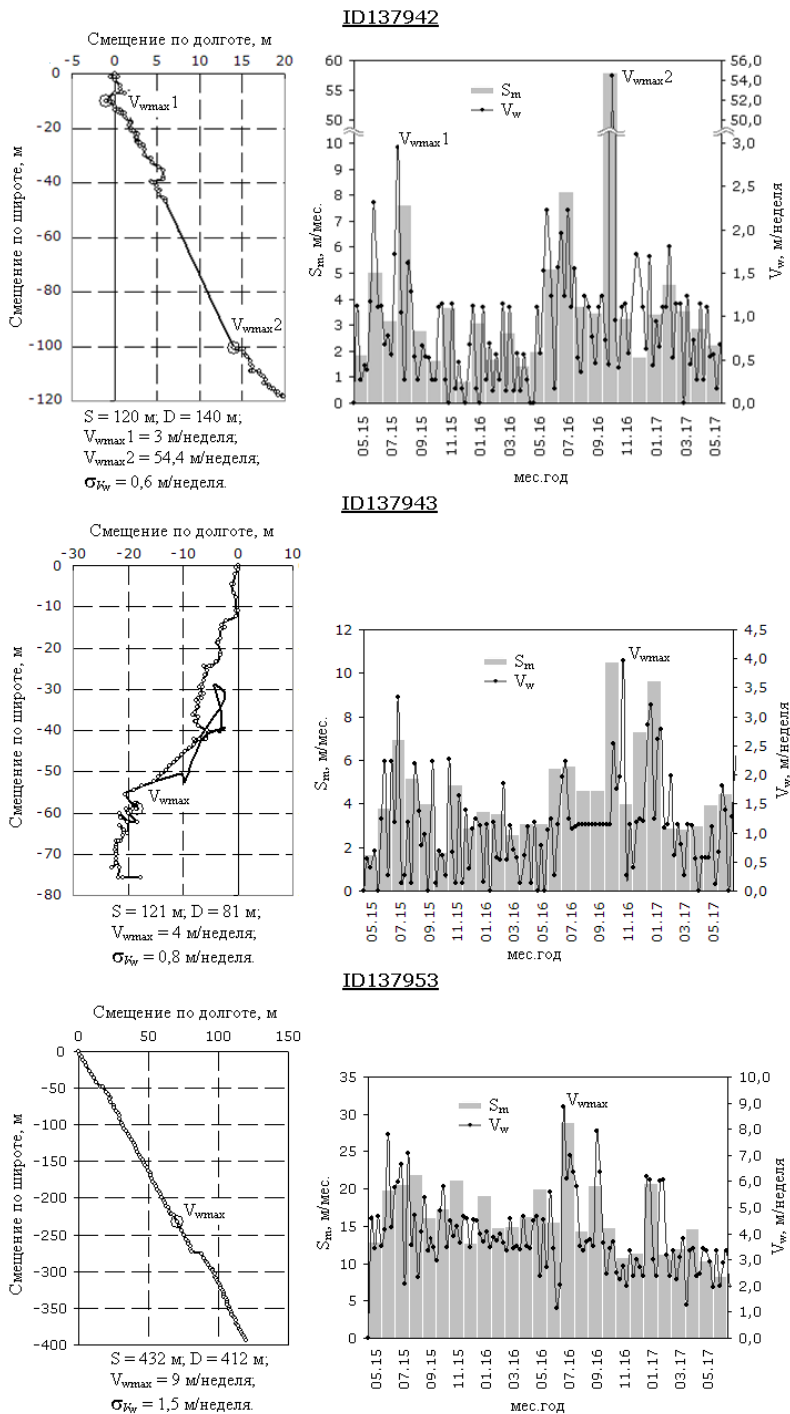 ID137942
Смещение по долготе, м
-5 0 5 10 15 20
Смещение по широте, м
0
-20
-40
-60
-80
-100
-120
Vwmax1
Vwmax2
S = 120 м; D = 140 м;
Vwmax1 = 3 м/неделя;
Vwmax2 = 54,4 м/неделя;
σVw = 0,6 м/неделя.
Sm, м/мес.
60
55
50
10
9
8
7
6
5
4
3
2
1
0
Sm
Vw
Vwmax1
Vwmax2
56,0
54,0
52,0
50,0
3,0
2,5
2,0
1,5
1,0
0,5
0,0
Vw, м/неделя
05.15 07.15 09.15 11.15 01.16 03.16 05.16 07.16 09.16 11.16 01.17 03.17 05.17
мес.год
ID137943
Смещение по долготе, м
-30 -20 -10 0 10
Смещение по широте, м
0
-10
-20
-30
-40
-50
-60
-70
-80
Vwmax
S = 121 м; D = 81 м;
Vwmax = 4 м/неделя;
σVw = 0,8 м/неделя.
Sm, м/мес.
12
10
8
6
4
2
0
Sm
Vw
Vwmax
4,5
4,0
3,5
3,0
2,5
2,0
1,5
1,0
0,5
0,0
Vw, м/неделя
05.15 07.15 09.15 11.15 01.16 03.16 05.16 07.16 09.16 11.16 01.17 03.17 05.17
мес.год
ID137953
Смещение по долготе, м
0 50 100 150
Смещение по широте, м
0
-50
-100
-150
-200
-250
-300
-350
-400
Vwmax
S = 432 м; D = 412 м;
Vwmax = 9 м/неделя;
σVw = 1,5 м/неделя.
Sm, м/мес.
35
30
25
20
15
10
5
0
Sm
Vw
Vwmax
10,0
9,0
8,0
7,0
6,0
5,0
4,0
3,0
2,0
1,0
0,0
Vw, м/неделя
05.15 07.15 09.15 11.15 01.16 03.16 05.16 07.16 09.16 11.16 01.17 03.17 05.17
мес.год